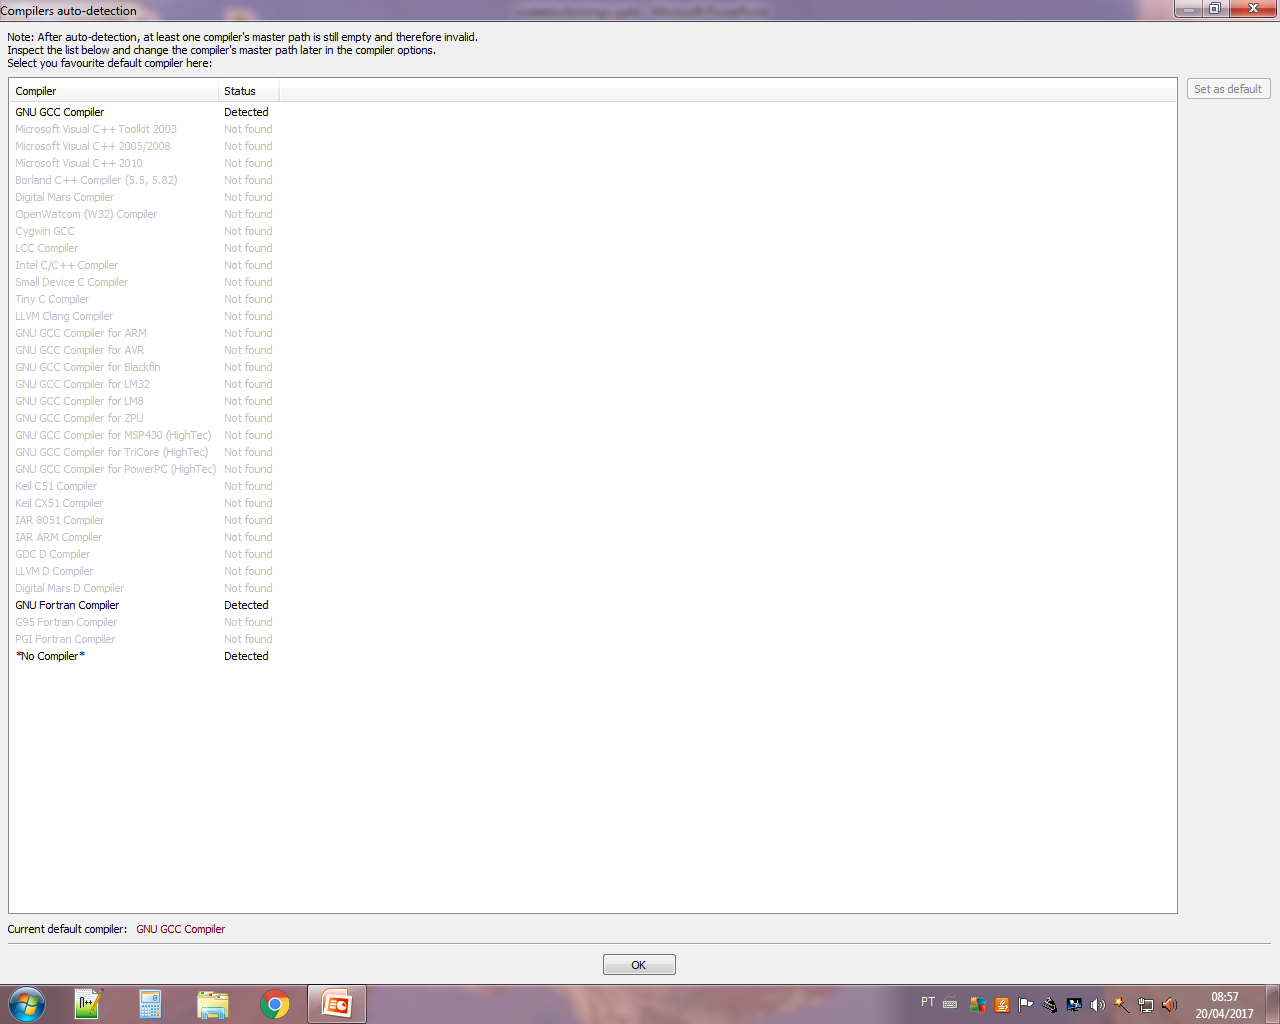 Compilers auto-detection
Note: After auto-detection, at least one compiler's master path is still empty and therefore invalid.
Inspect the list below and change the compiler's master path later in the compiler options.
Select you favourite default compiler here:
Compiler Status
Set as default
GNU GCC Compiler Detected
Microsoft Visual C++ Toolkit 2003 Not found
Microsoft Visual C++ 2005/2008 Not found
Microsoft Visual C++ 2010 Not found
Borland C++ Compiler (5.5, 5.82) Not found
Digital Mars Compiler Not found
OpenWatcom (W32) Compiler Not found
Cygwin GCC Not found
LCC Compiler Not found
Intel C/C++ Compiler Not found
Small Device C Compiler Not found
Tiny C Compiler Not found
LLVM Clang Compiler Not found
GNU GCC Compiler for ARM Not found
GNU GCC Compiler for AVR Not found
GNU GCC Compiler for Blackfin Not found
GNU GCC Compiler for LM32 Not found
GNU GCC Compiler for LM8 Not found
GNU GCC Compiler for ZPU Not found
GNU GCC Compiler for MSP430 (HighTec) Not found
GNU GCC Compiler for TriCore (HighTec) Not found
GNU GCC Compiler for PowerPC (HighTec) Not found
Keil C51 Compiler Not found
Keil CX51 Compiler Not found
IAR 8051 Compiler Not found
IAR ARM Compiler Not found
GDC D Compiler Not found
LLVM D Compiler Not found
Digital Mars D Compiler Not found
GNU Fortran Compiler Detected
G95 Fortran Compiler Not found
PGI Fortran Compiler Not found
*No Compiler* Detected
Current default compiler: GNU GCC Compiler
OK
PT
08:57
20/04/2017